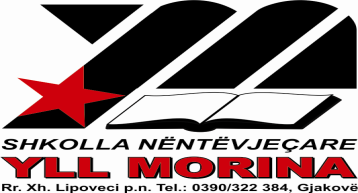 SHKOLLA NËNTËVJEÇARE
YLL MORINA
Rr. Xh. Lipoveci p.n. Tel.: 0390/322 384, Gjakovë